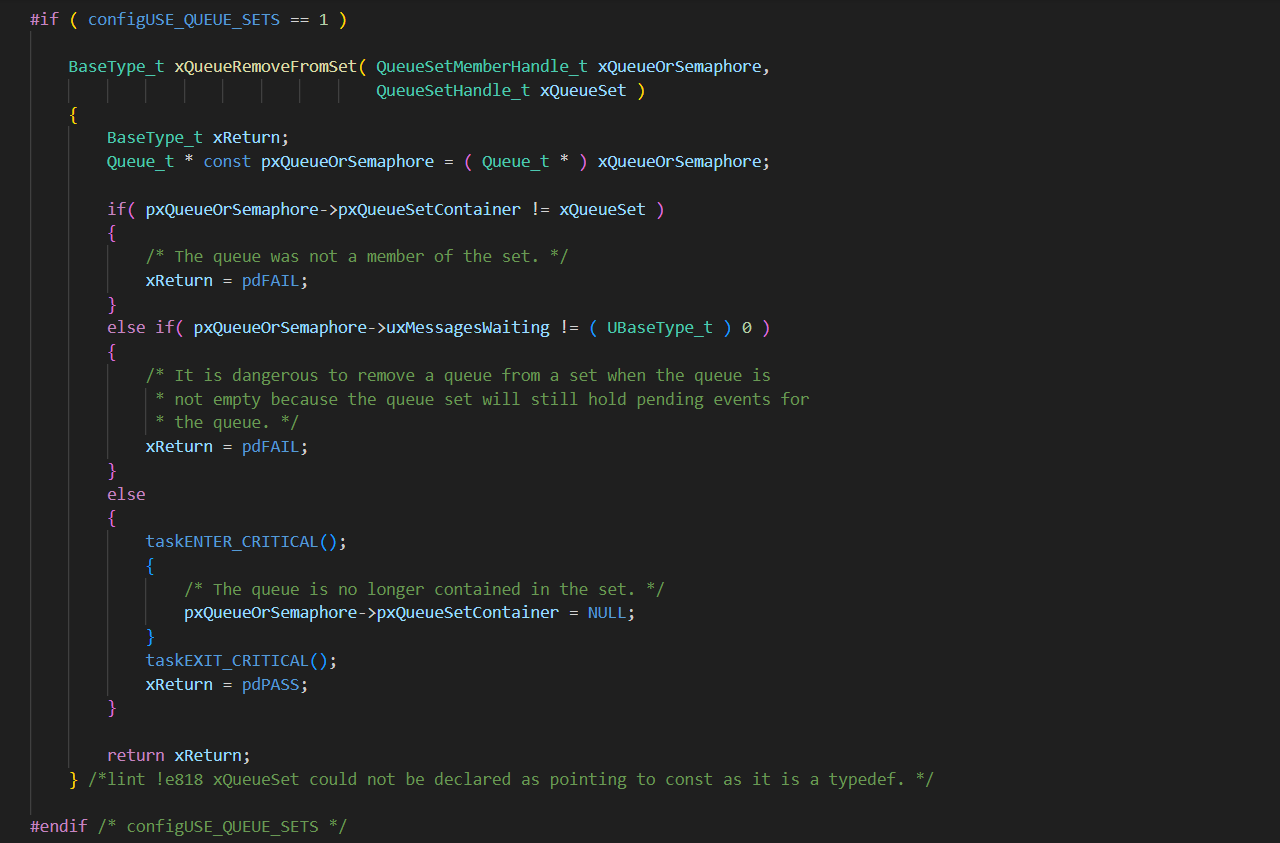 #if ( configUSE_QUEUE_SETS == 1 )
BaseType_t xQueueRemoveFromSet( QueueSetMemberHandle_t xQueueOrSemaphore,
QueueSetHandle_t xQueueSet )
{
BaseType_t xReturn;
Queue_t * const pxQueueOrSemaphore = ( Queue_t * ) xQueueOrSemaphore;
if( pxQueueOrSemaphore->pxQueueSetContainer != xQueueSet )
{
/* The queue was not a member of the set. */
xReturn = pdFAIL;
}
else if( pxQueueOrSemaphore->uxMessagesWaiting != ( UBaseType_t ) 0 )
{
/* It is dangerous to remove a queue from a set when the queue is
* not empty because the queue set will still hold pending events for
* the queue. */
xReturn = pdFAIL;
}
else
{
taskENTER_CRITICAL();
{
/* The queue is no longer contained in the set. */
pxQueueOrSemaphore->pxQueueSetContainer = NULL;
}
taskEXIT_CRITICAL();
xReturn = pdPASS;
}
return xReturn;
} /*lint !e818 xQueueSet could not be declared as pointing to const as it is a typedef. */
#endif /* configUSE_QUEUE_SETS */